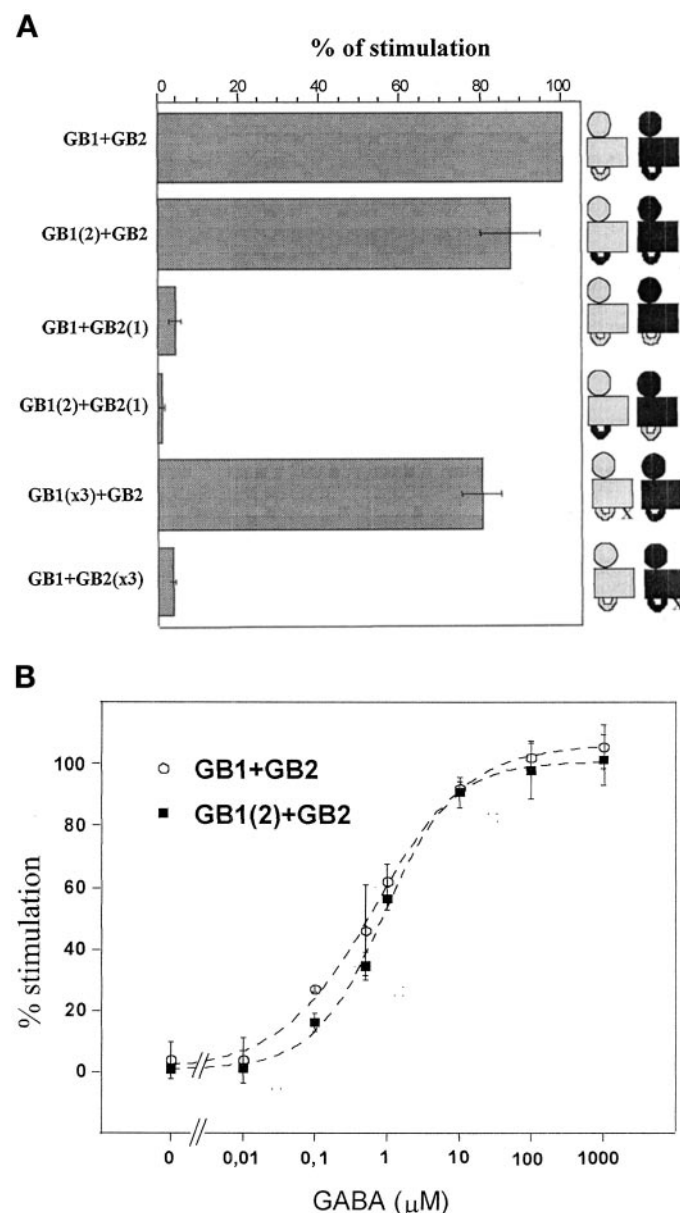 A
% of stimulation
0 20 40 60 80 100
GB1+GB2
GB1(2)+GB2
GB1+GB2(1)
GB1(2)+GB2(1)
GB1(x3)+GB2
X
GB1+GB2(x3)
X
B
GB1+GB2
GB1(2)+GB2
% stimulation
100
80
60
40
20
0
0 0,01 0,1 1 10 100 1000
GABA (μM)